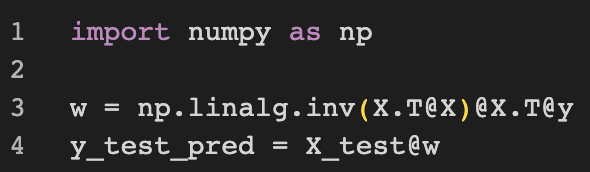 1 import numpy as np
2
3 w = np.linalg.inv(X.T@X)@X.T@y
4 y_test_pred = X_test@w